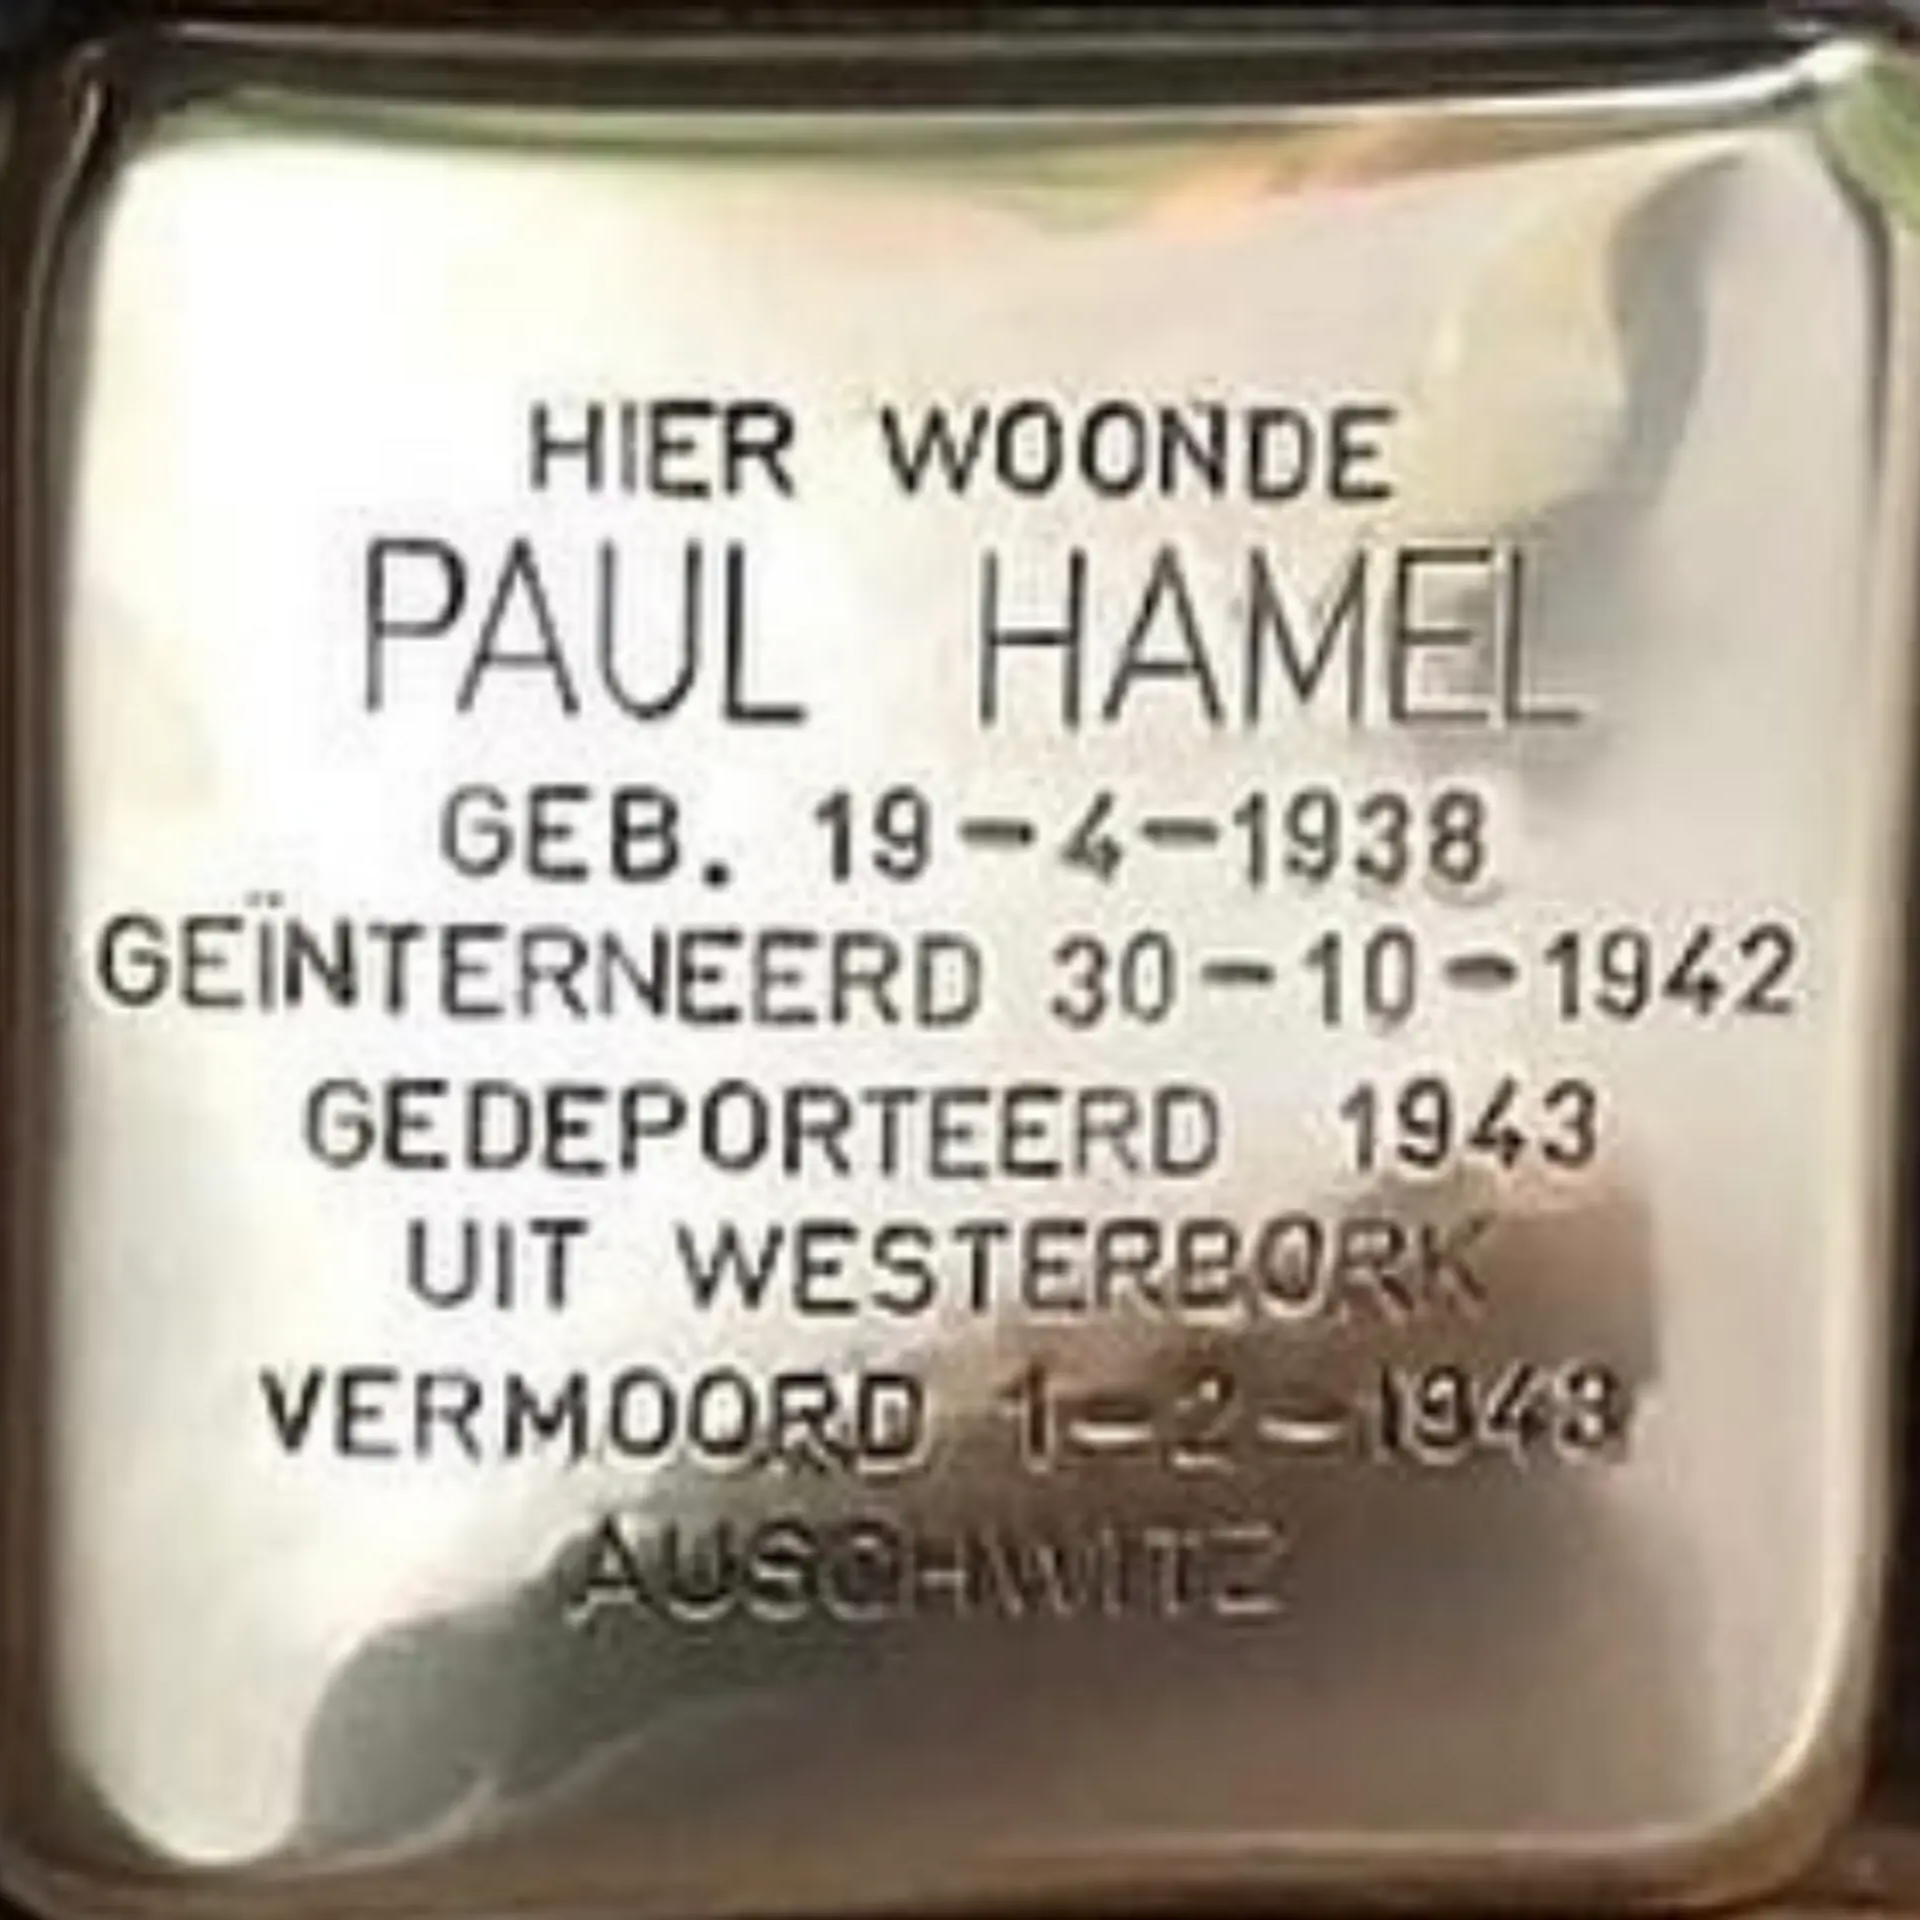 HIER WOONDE
PAUL HAMEL
GEB. 19-4-1938
GEÏNTERNEERD 30-10-1942
GEDEPORTEERD 1943
UIT WESTERBORK
VERMOORD 1-2-1943
AUSCHWITZ